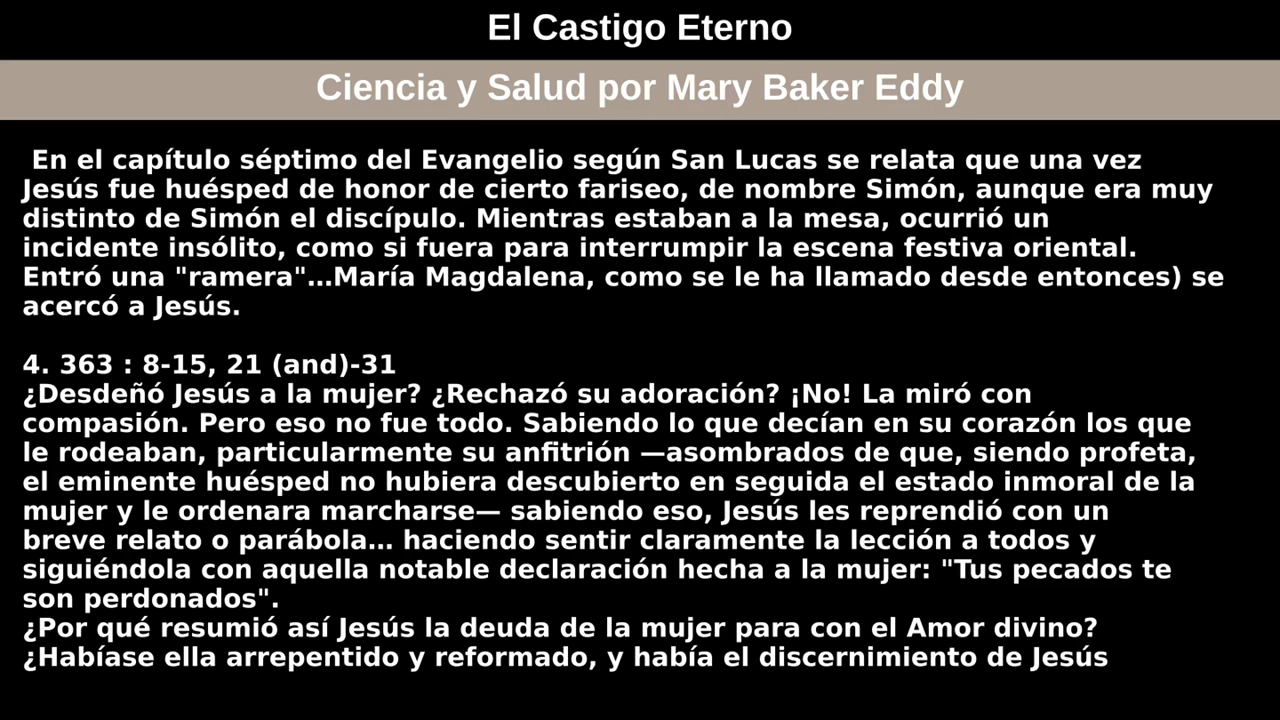 El Castigo Eterno
Ciencia y Salud por Mary Baker Eddy
En el capítulo séptimo del Evangelio según San Lucas se relata que una vez
Jesús fue huésped de honor de cierto fariseo, de nombre Simón, aunque era muy
distinto de Simón el discípulo. Mientras estaban a la mesa, ocurrió un
incidente insólito, como si fuera para interrumpir la escena festiva oriental.
Entró una "ramera"…María Magdalena, como se le ha llamado desde entonces) se
acercó a Jesús.
4. 363 : 8-15, 21 (and)-31
¿Desdeñó Jesús a la mujer? ¿Rechazó su adoración? ¡No! La miró con
compasión. Pero eso no fue todo. Sabiendo lo que decían en su corazón los que
le rodeaban, particularmente su anfitrión —asombrados de que, siendo profeta,
el eminente huésped no hubiera descubierto en seguida el estado inmoral de la
mujer y le ordenara marcharse— sabiendo eso, Jesús les reprendió con un
breve relato o parábola… haciendo sentir claramente la lección a todos y
siguiéndola con aquella notable declaración hecha a la mujer: "Tus pecados te
son perdonados".
¿Por qué resumió así Jesús la deuda de la mujer para con el Amor divino?
¿Habíase ella arrepentido y reformado, y había el discernimiento de Jesús